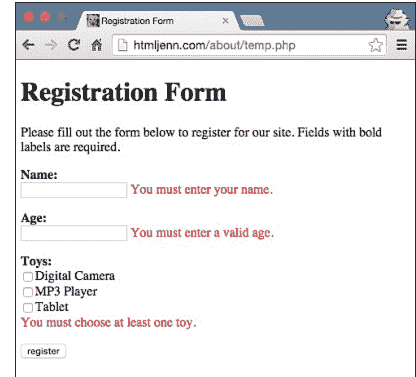 Registration Form
htmljenn.com/about/temp.php
Registration Form
Please fill out the form below to register for our site. Fields with bold
labels are required.
Name:
You must enter your name.
Age:
You must enter a valid age.
Toys:
Digital Camera
MP3 Player
Tablet
You must choose at least one toy.
register